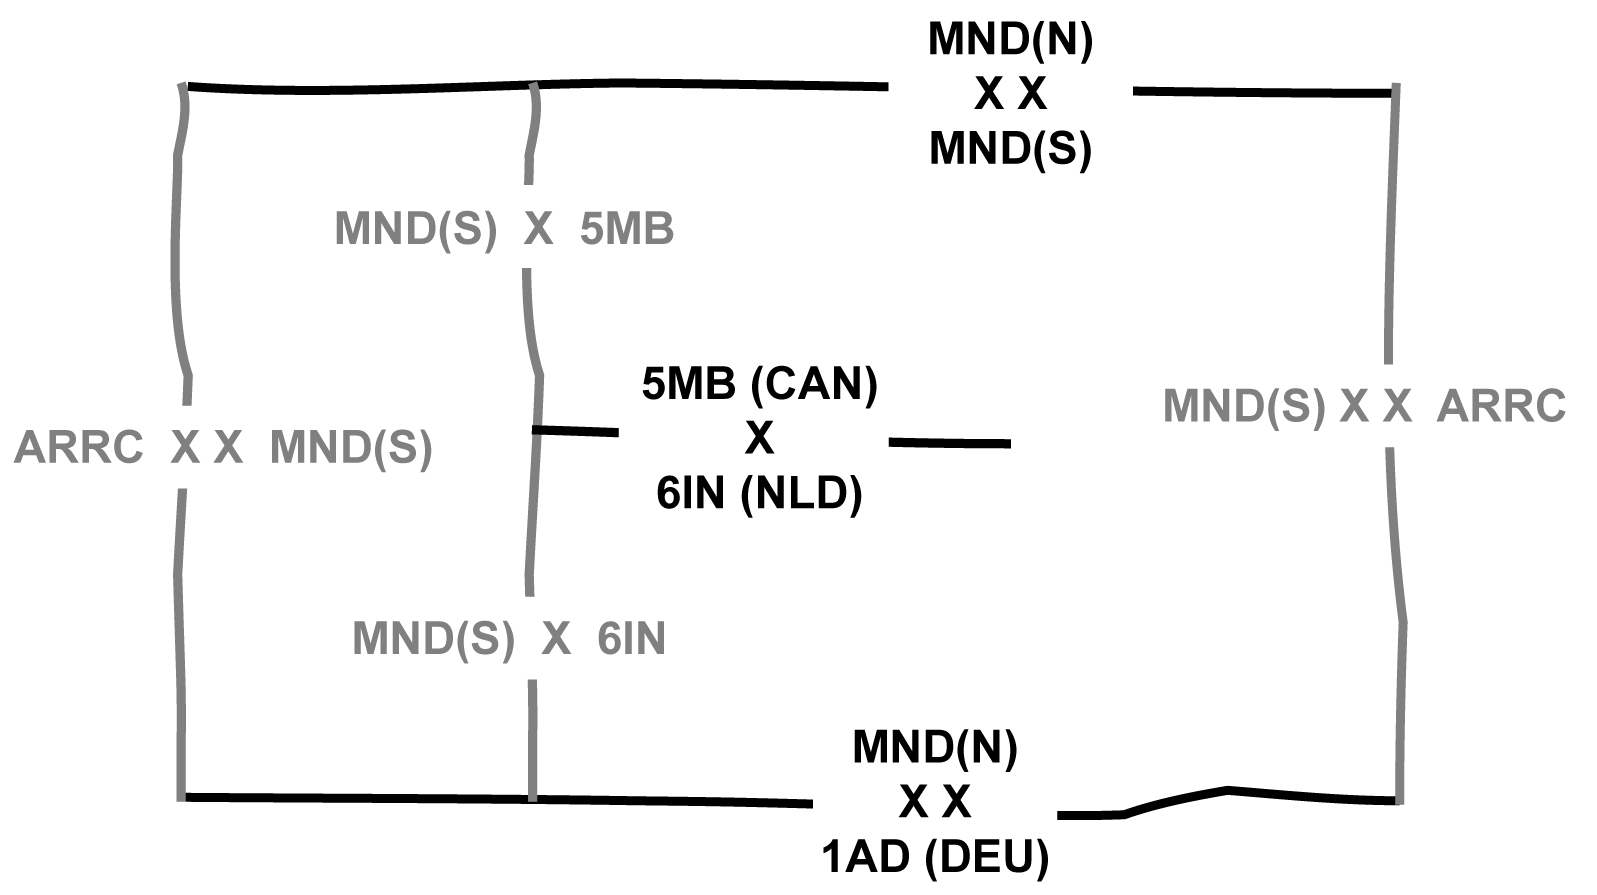 MND(N)
X X
MND(S)
MND(S) X 5MB
5MB (CAN)
X
6IN (NLD)
MND(S) X X ARRC
ARRC X X MND(S)
MND(S) X 6IN
MND(N)
X X
1AD (DEU)